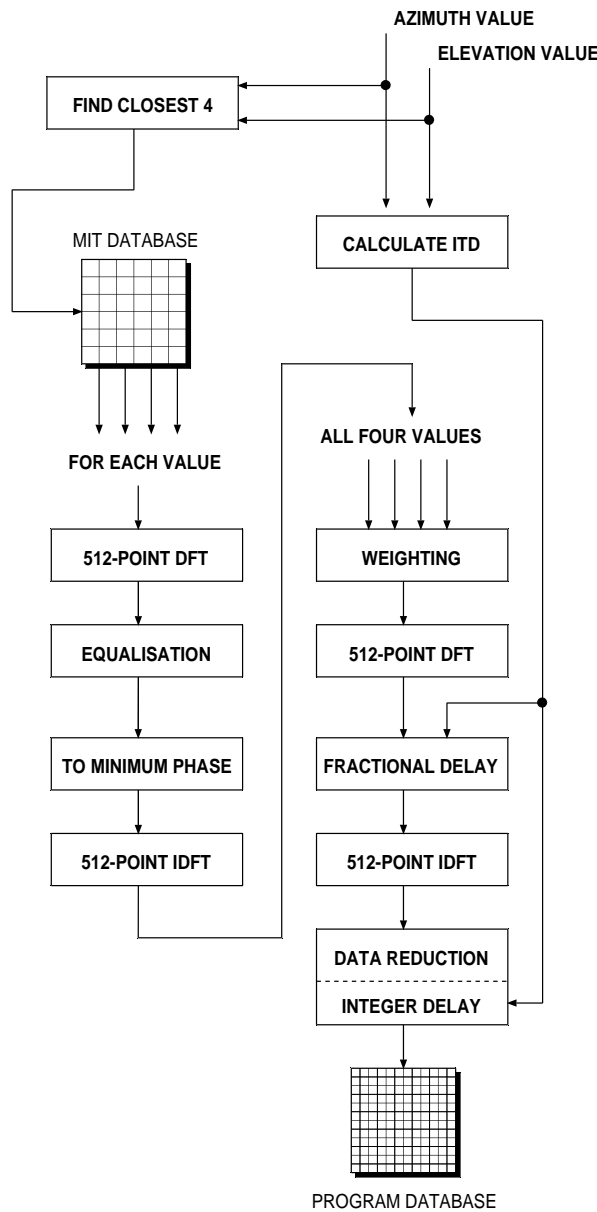 AZIMUTH VALUE
ELEVATION VALUE
FIND CLOSEST 4
MIT DATABASE
CALCULATE ITD
FOR EACH VALUE
512-POINT DFT
EQUALISATION
TO MINIMUM PHASE
512-POINT IDFT
ALL FOUR VALUES
WEIGHTING
512-POINT DFT
FRACTIONAL DELAY
512-POINT IDFT
DATA REDUCTION
INTEGER DELAY
PROGRAM DATABASE